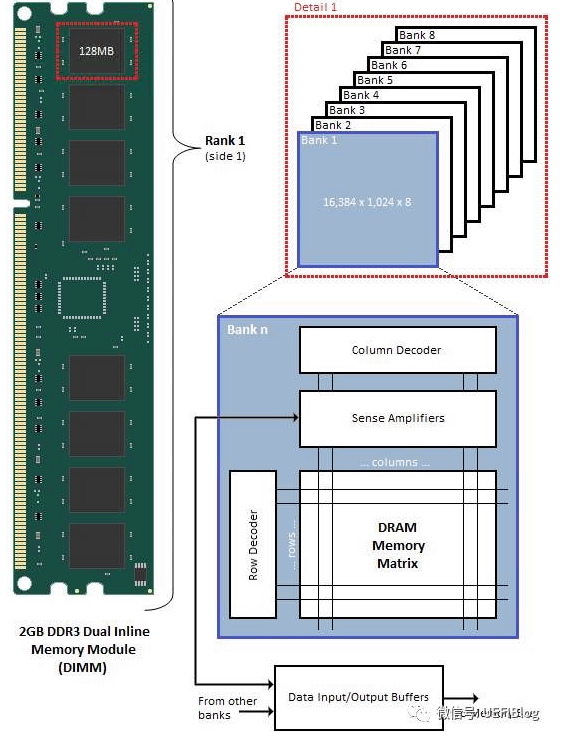 128MB
Rank 1
(side 1)
2GB DDR3 Dual Inline
Memory Module
(DIMM)
Detail 1
Bank 8
Bank 7
Bank 6
Bank 5
Bank 4
Bank 3
Bank 2
Bank 1
16,384 x 1,024 x 8
Bank n
Column Decoder
Sense Amplifiers
... columns ...
Row Decoder
... rows ...
DRAM
Memory
Matrix
From other
banks
Data Input/Output Buffers
微信号: UEFIBlog